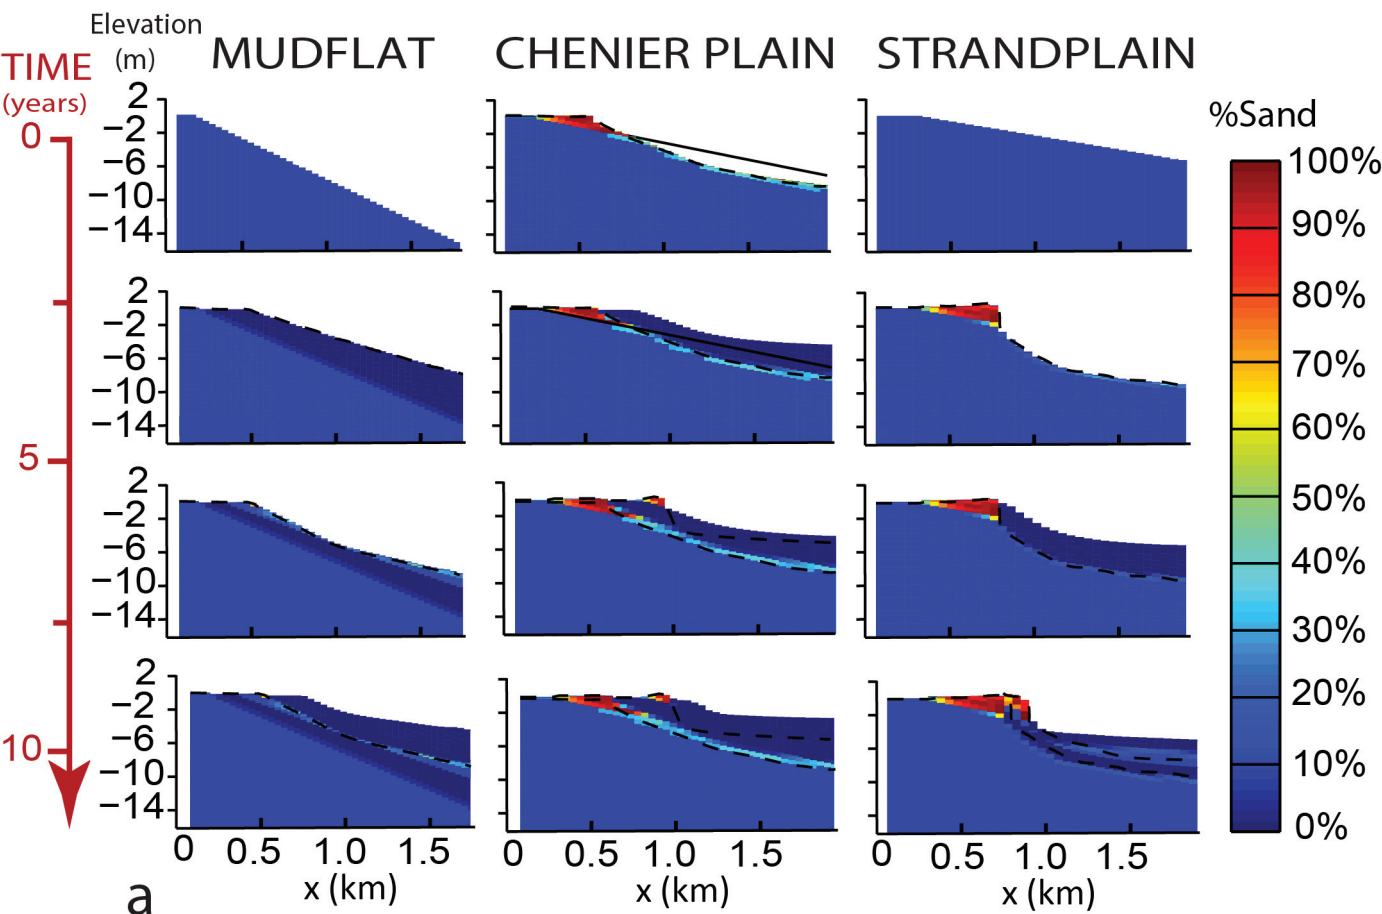 Elevation
(m)
MUDFLAT
CHENIER PLAIN
STRANDPLAIN
TIME
(years)
0
5
10
%Sand
100%
90%
80%
70%
60%
50%
40%
30%
20%
10%
0%
2
−2
−6
−10
−14
2
−2
−6
−10
−14
2
−2
−6
−10
−14
2
−2
−6
−10
−14
0 0.5 1.0 1.5
0 0.5 1.0 1.5
0 0.5 1.0 1.5
x (km)
x (km)
x (km)
a